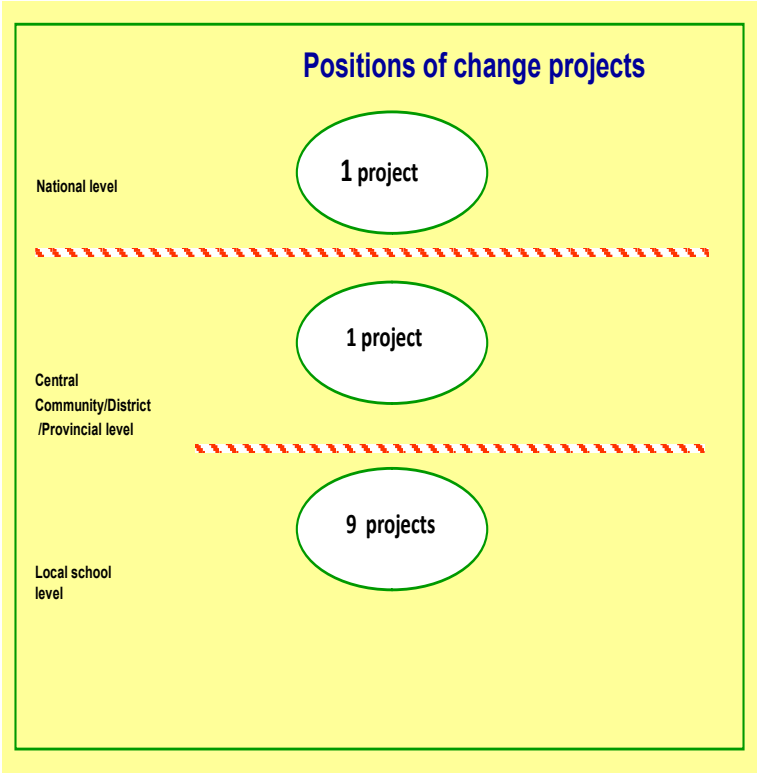 Positions of change projects
1 project
National level
1 project
Central
Community/District
/Provincial level
9 projects
Local school
level